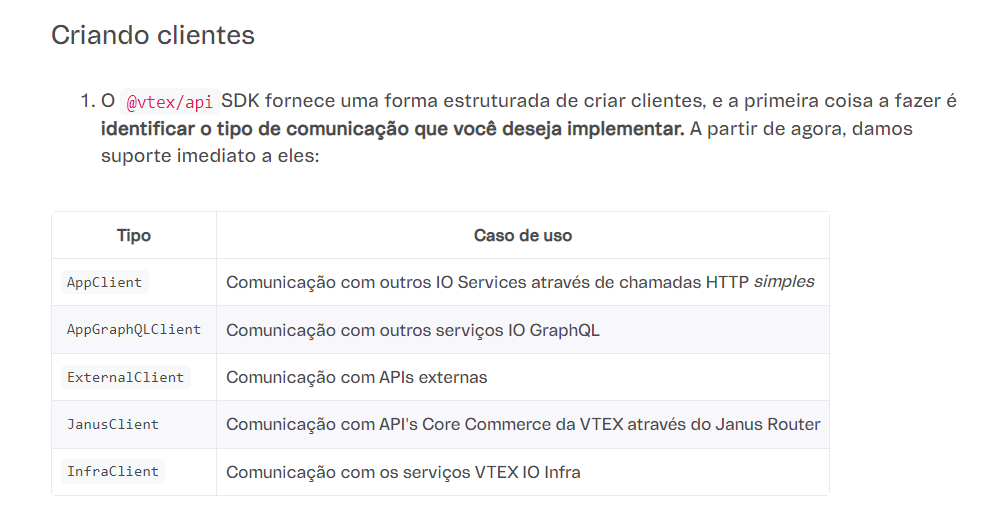 Criando clientes
1. O @vtex/api SDK fornece uma forma estruturada de criar clientes, e a primeira coisa a fazer é
identificar o tipo de comunicação que você deseja implementar. A partir de agora, damos
suporte imediato a eles:
Tipo Caso de uso
AppClient Comunicação com outros IO Services através de chamadas HTTP simples
AppGraphQLClient Comunicação com outros serviços IO GraphQL
ExternalClient Comunicação com APIs externas
JanusClient Comunicação com API's Core Commerce da VTEX através do Janus Router
InfraClient Comunicação com os serviços VTEX IO Infra